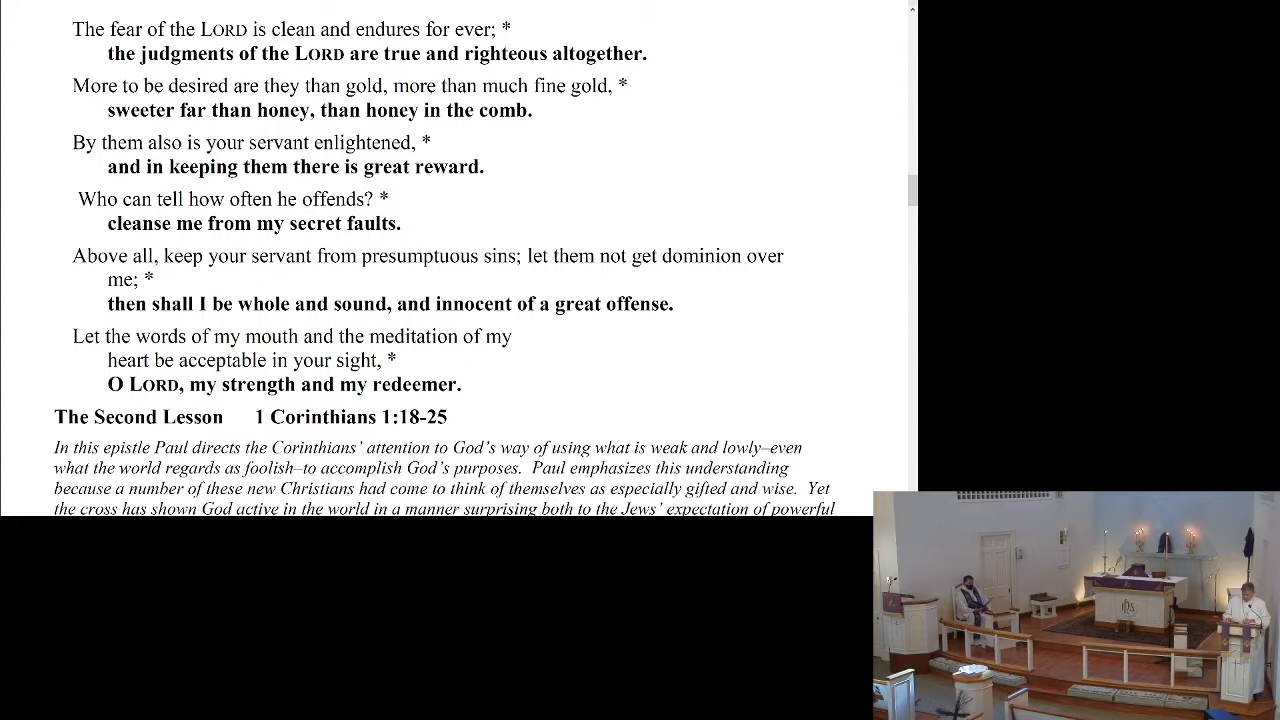 The fear of the LORD is clean and endures for ever; *
the judgments of the LORD are true and righteous altogether.
More to be desired are they than gold, more than much fine gold, *
sweeter far than honey, than honey in the comb.
By them also is your servant enlightened, *
and in keeping them there is great reward.
Who can tell how often he offends? *
cleanse me from my secret faults.
Above all, keep your servant from presumptuous sins; let them not get dominion over
me; *
then shall I be whole and sound, and innocent of a great offense.
Let the words of my mouth and the meditation of my
heart be acceptable in your sight, *
O LORD, my strength and my redeemer.
The Second Lesson 1 Corinthians 1:18-25
In this epistle Paul directs the Corinthians’ attention to God’s way of using what is weak and lowly–even
what the world regards as foolish–to accomplish God’s purposes. Paul emphasizes this understanding
because a number of these new Christians had come to think of themselves as especially gifted and wise. Yet
the cross has shown God active in the world in a manner surprising both to the Jews’ expectation of powerful
IHS